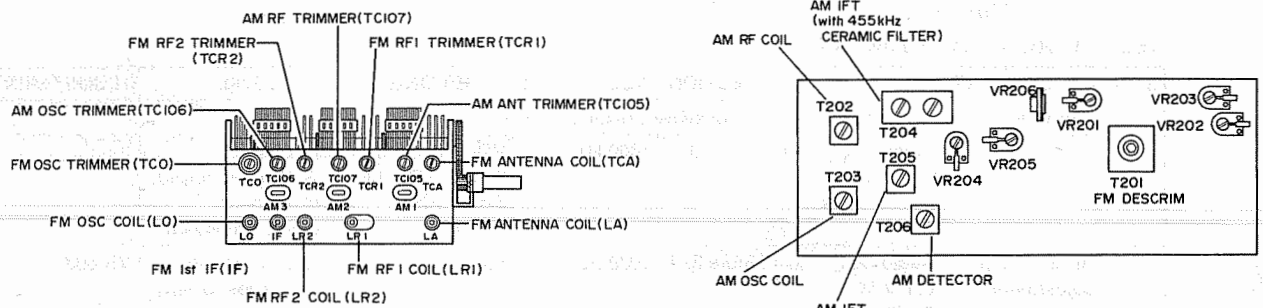 AM RF TRIMMER(TC107)
FM RF2 TRIMMER
(TCR2)
FM RF1 TRIMMER(TCR1)
AM OSC TRIMMER(TC106)
AM ANT TRIMMER(TC105)
FM OSC TRIMMER(TCO)
FM ANTENNA COIL(TCA)
TCO
TC106
TCR2
TC107
TCR1
TC105
TCA
AM3
AM2
AM1
FM OSC COIL(LO)
FM ANTENNA COIL(LA)
LO
IF
LR2
LR1
LA
FM 1st IF(IF)
FM RF1 COIL(LR1)
FM RF2 COIL(LR2)
AM IFT
(with 455kHz
CERAMIC FILTER)
AM RF COIL
T202
T204
VR206
VR201
VR203
VR202
T205
VR204
VR205
T203
T201
FM DESCRIM
T206
AM OSC COIL
AM DETECTOR
AM IFT